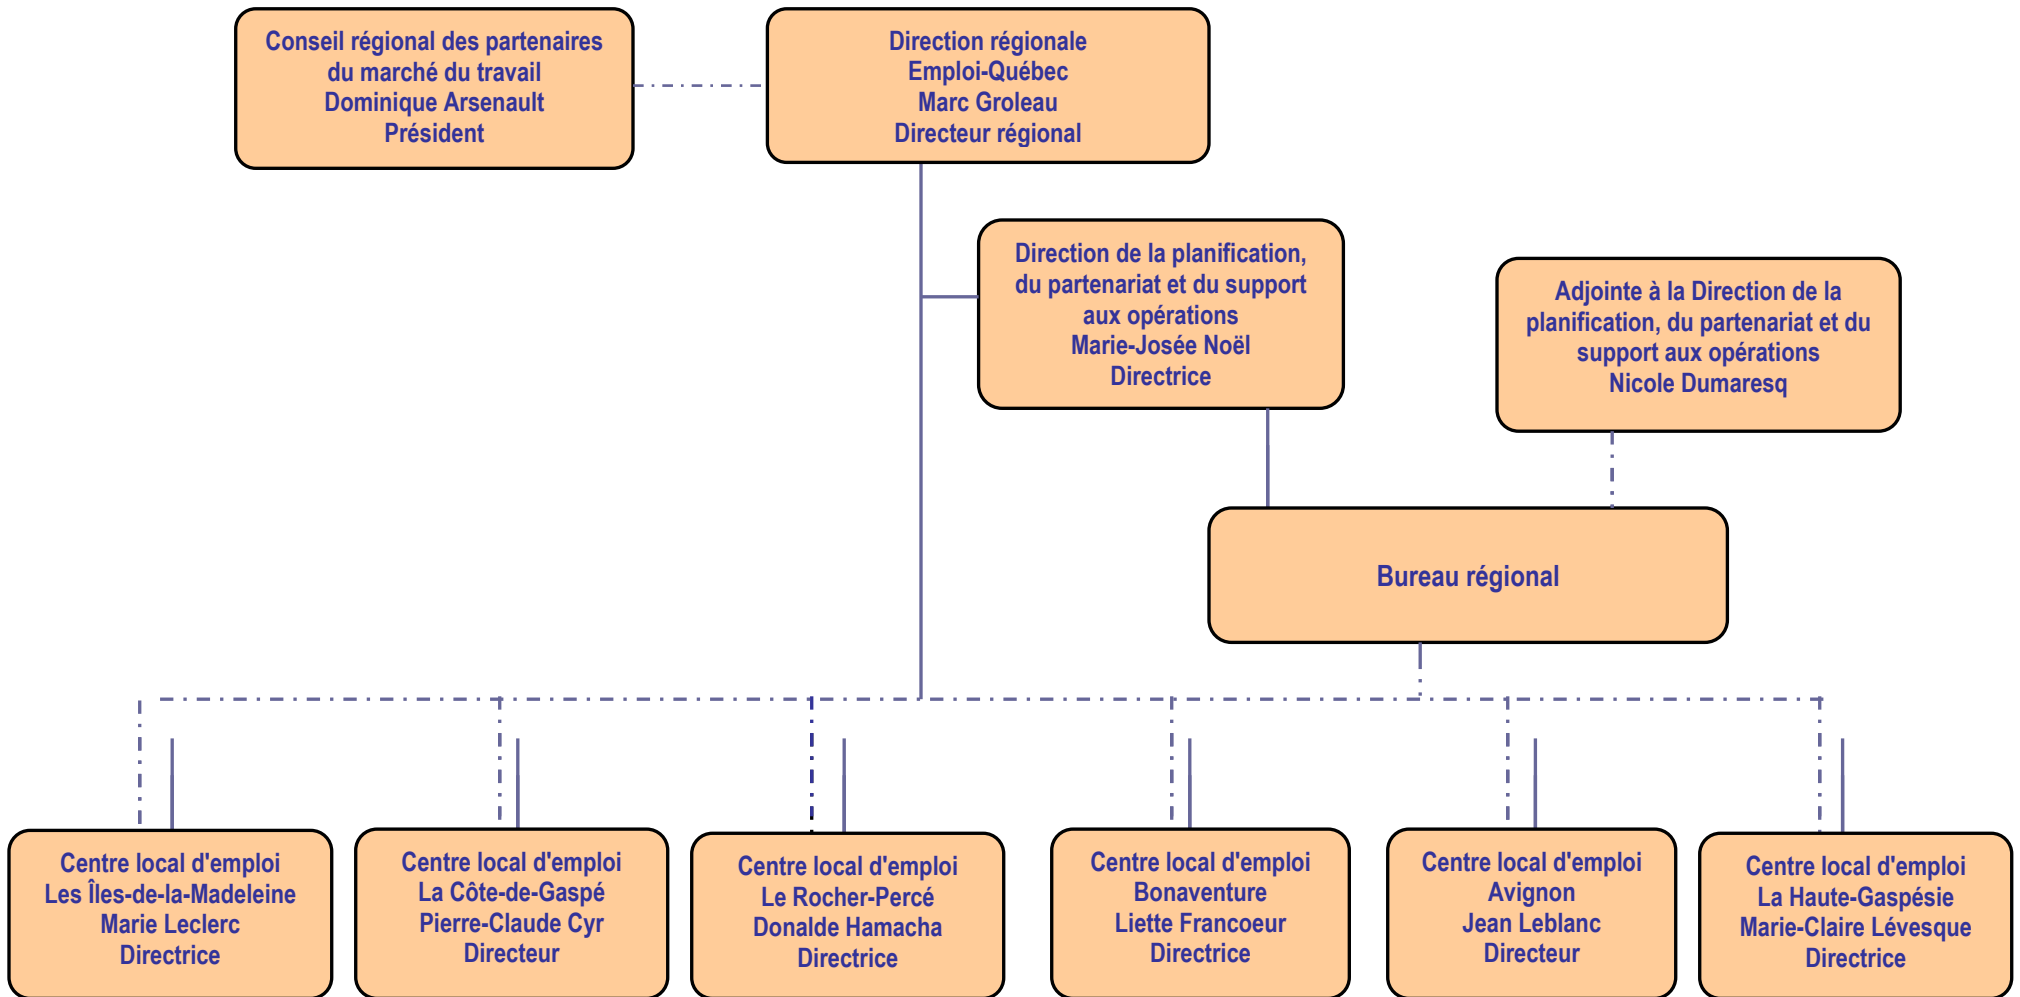 Conseil régional des partenaires
du marché du travail
Dominique Arsenault
Président
Direction régionale
Emploi-Québec
Marc Groleau
Directeur régional
Direction de la planification,
du partenariat et du support
aux opérations
Marie-Josée Noël
Directrice
Adjointe à la Direction de la
planification, du partenariat et du
support aux opérations
Nicole Dumaresq
Bureau régional
Centre local d'emploi
Les Îles-de-la-Madeleine
Marie Leclerc
Directrice
Centre local d'emploi
La Côte-de-Gaspé
Pierre-Claude Cyr
Directeur
Centre local d'emploi
Le Rocher-Percé
Donalde Hamacha
Directrice
Centre local d'emploi
Bonaventure
Liette Francoeur
Directrice
Centre local d'emploi
Avignon
Jean Leblanc
Directeur
Centre local d'emploi
La Haute-Gaspésie
Marie-Claire Lévesque
Directrice